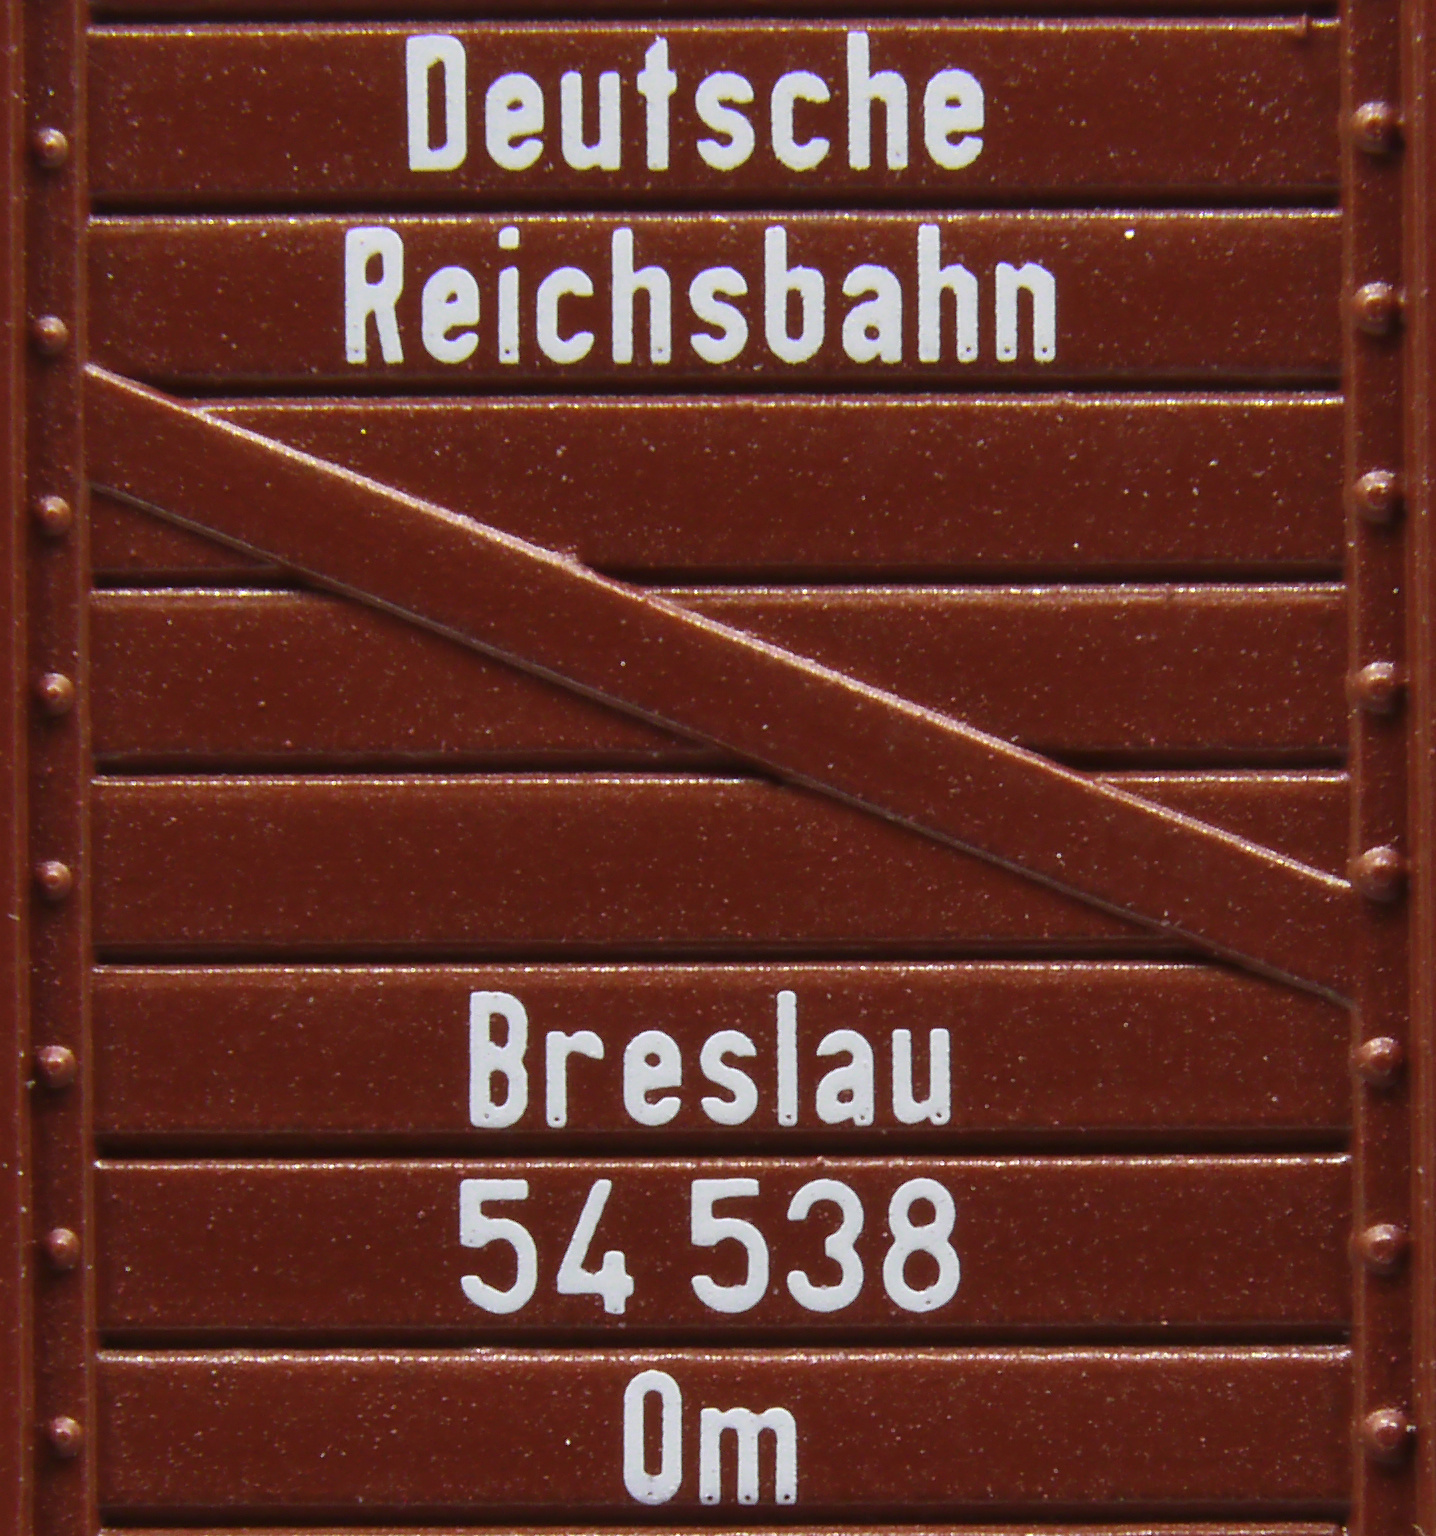 Deutsche
Reichsbahn
Breslau
54 538
Om